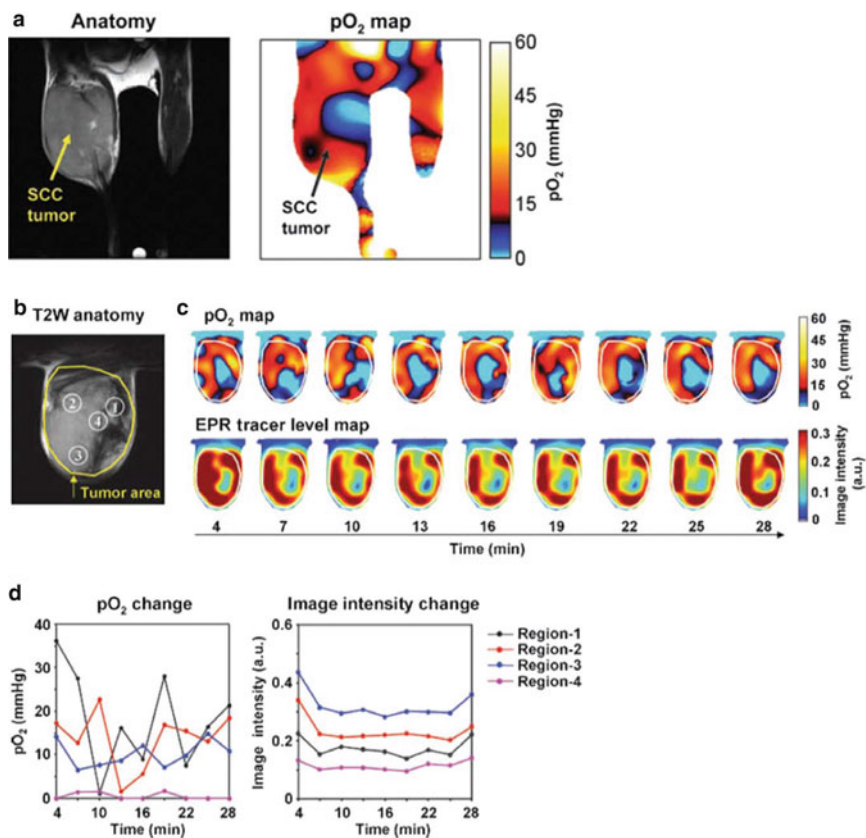 a
Anatomy
pO₂ map
SCC
tumor
SCC
tumor
60
45
30
15
0
pO₂ (mmHg)
b
T2W anatomy
1
2
4
3
Tumor area
c
pO₂ map
60
45
30
15
0
pO₂ (mmHg)
EPR tracer level map
0.3
0.2
0.1
0
Image intensity
(a.u.)
4 7 10 13 16 19 22 25 28
Time (min)
d
pO₂ change
40
30
20
10
0
pO₂ (mmHg)
4 10 16 22 28
Time (min)
Image intensity change
0.6
0.4
0.2
0
Image intensity (a.u.)
4 10 16 22 28
Time (min)
Region-1
Region-2
Region-3
Region-4